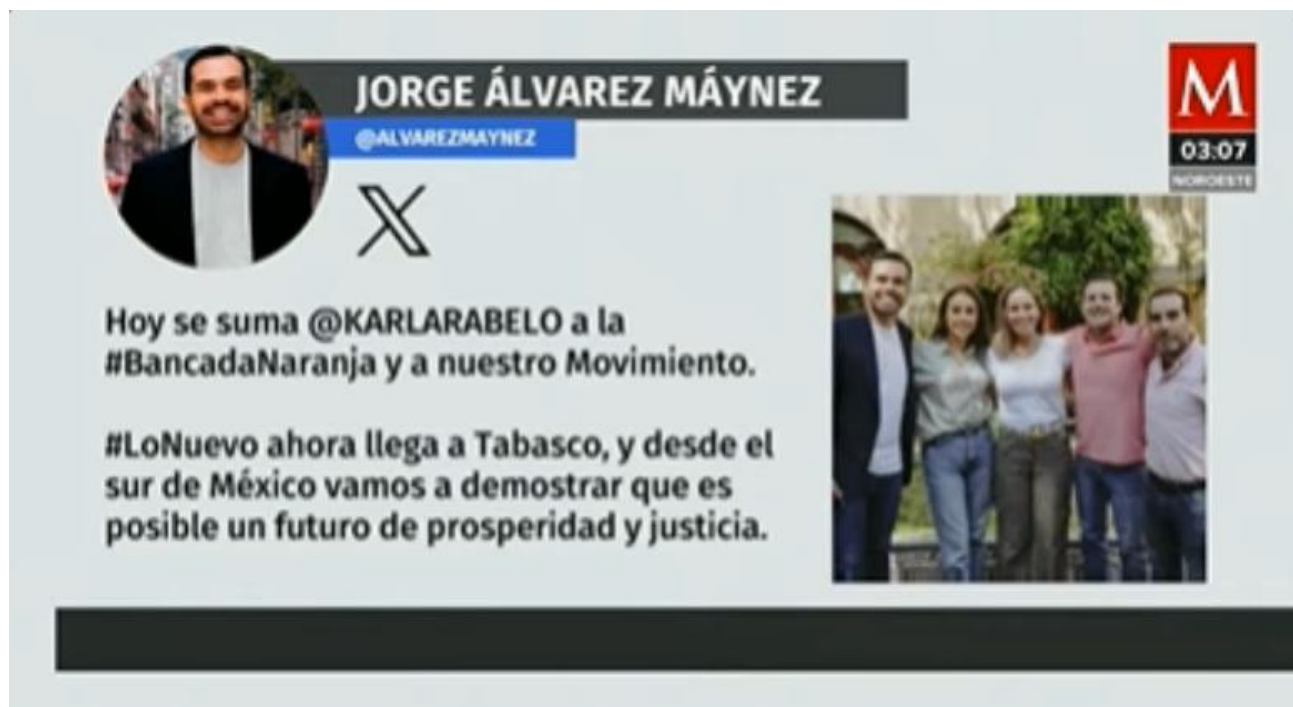 JORGE ÁLVAREZ MÁYNEZ
@ALVAREZMAYNEZ
X
M
03:07
NOROESTE
Hoy se suma @KARLARABELO a la
#BancadaNaranja y a nuestro Movimiento.
#LoNuevo ahora llega a Tabasco, y desde el
sur de México vamos a demostrar que es
posible un futuro de prosperidad y justicia.